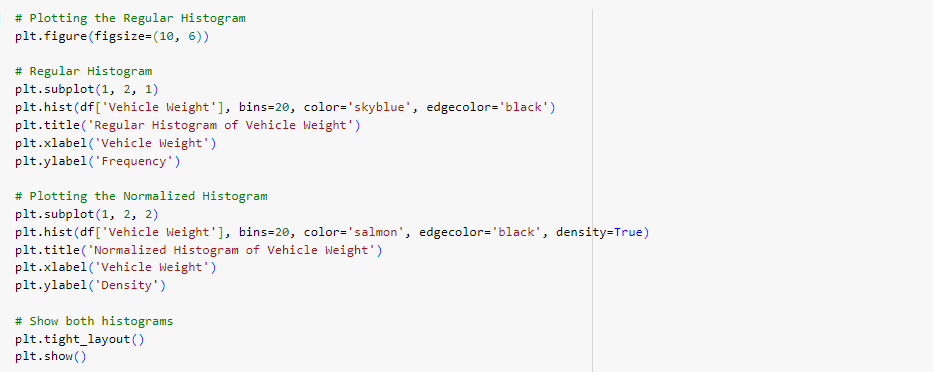 # Plotting the Regular Histogram
plt.figure(figsize=(10, 6))
# Regular Histogram
plt.subplot(1, 2, 1)
plt.hist(df['Vehicle Weight'], bins=20, color='skyblue', edgecolor='black')
plt.title('Regular Histogram of Vehicle Weight')
plt.xlabel('Vehicle Weight')
plt.ylabel('Frequency')
# Plotting the Normalized Histogram
plt.subplot(1, 2, 2)
plt.hist(df['Vehicle Weight'], bins=20, color='salmon', edgecolor='black', density=True)
plt.title('Normalized Histogram of Vehicle Weight')
plt.xlabel('Vehicle Weight')
plt.ylabel('Density')
# Show both histograms
plt.tight_layout()
plt.show()